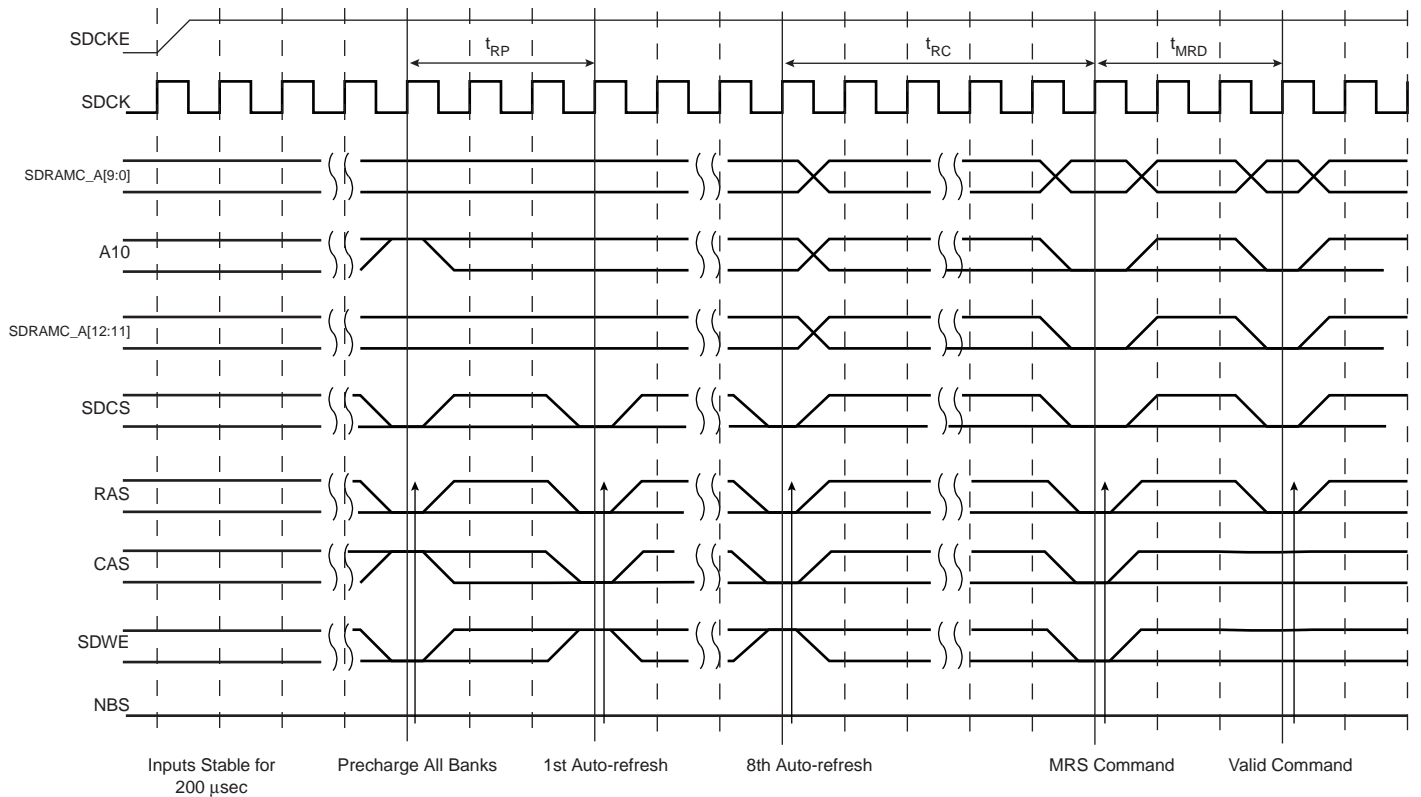 SDCKE
tRP
tRC
tMRD
SDCK
SDRAMC_A[9:0]
A10
SDRAMC_A[12:11]
SDCS
RAS
CAS
SDWE
NBS
Inputs Stable for
200 μsec
Precharge All Banks
1st Auto-refresh
8th Auto-refresh
MRS Command
Valid Command